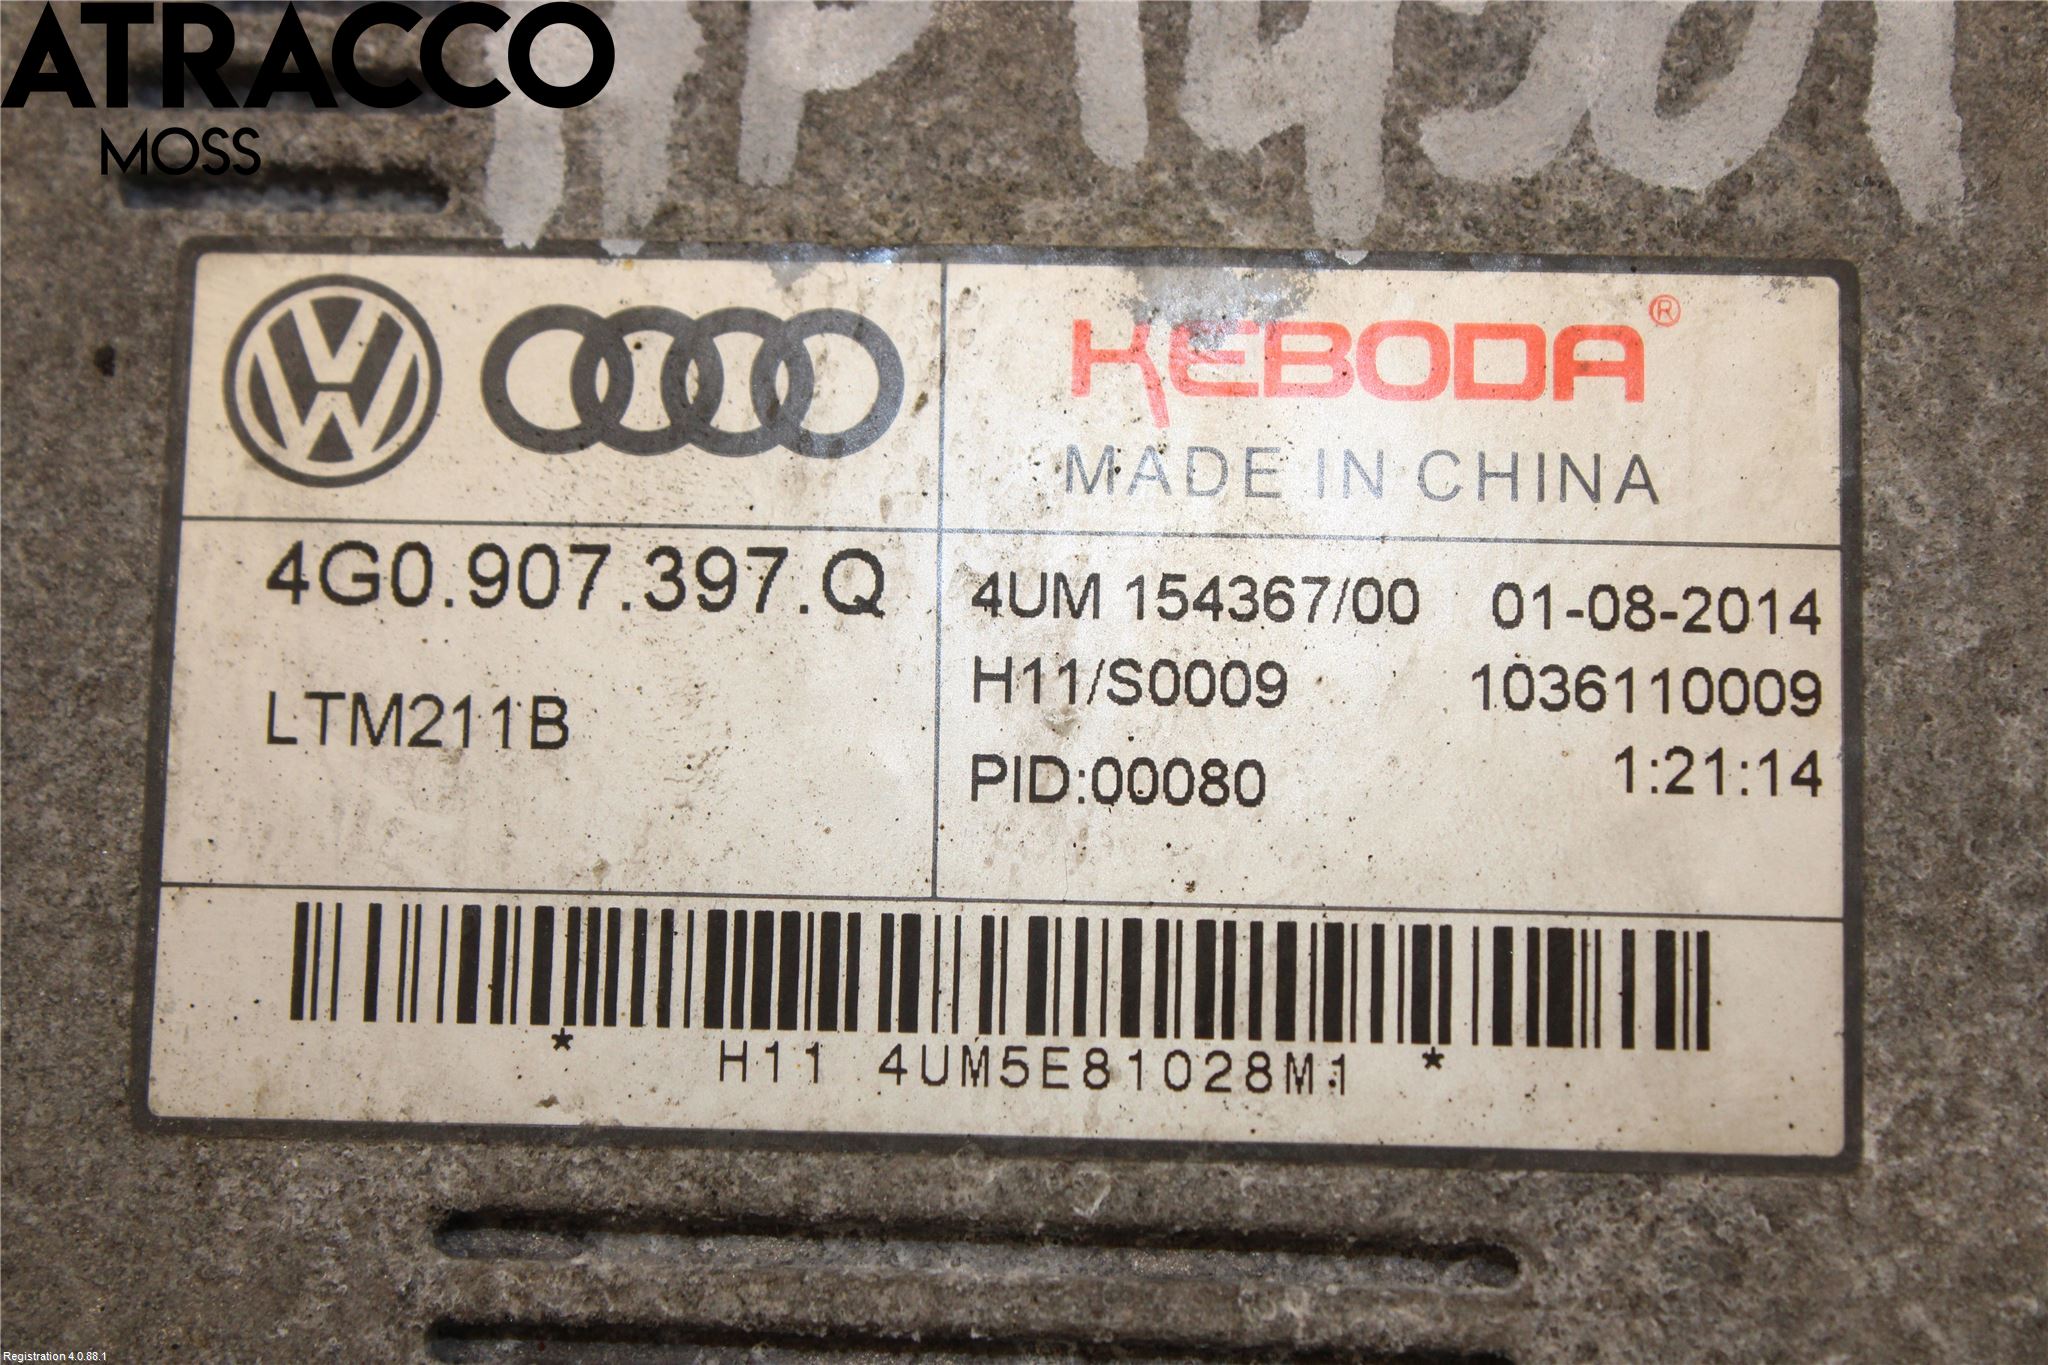 ATRACCO
MOSS
KEBODA®
MADE IN CHINA
4G0.907.397.Q
LTM211B
4UM 154367/00 01-08-2014
H11/S0009 1036110009
PID:00080 1:21:14
* H11 4UM5E81028M1 *
Registration 4.0.88.1